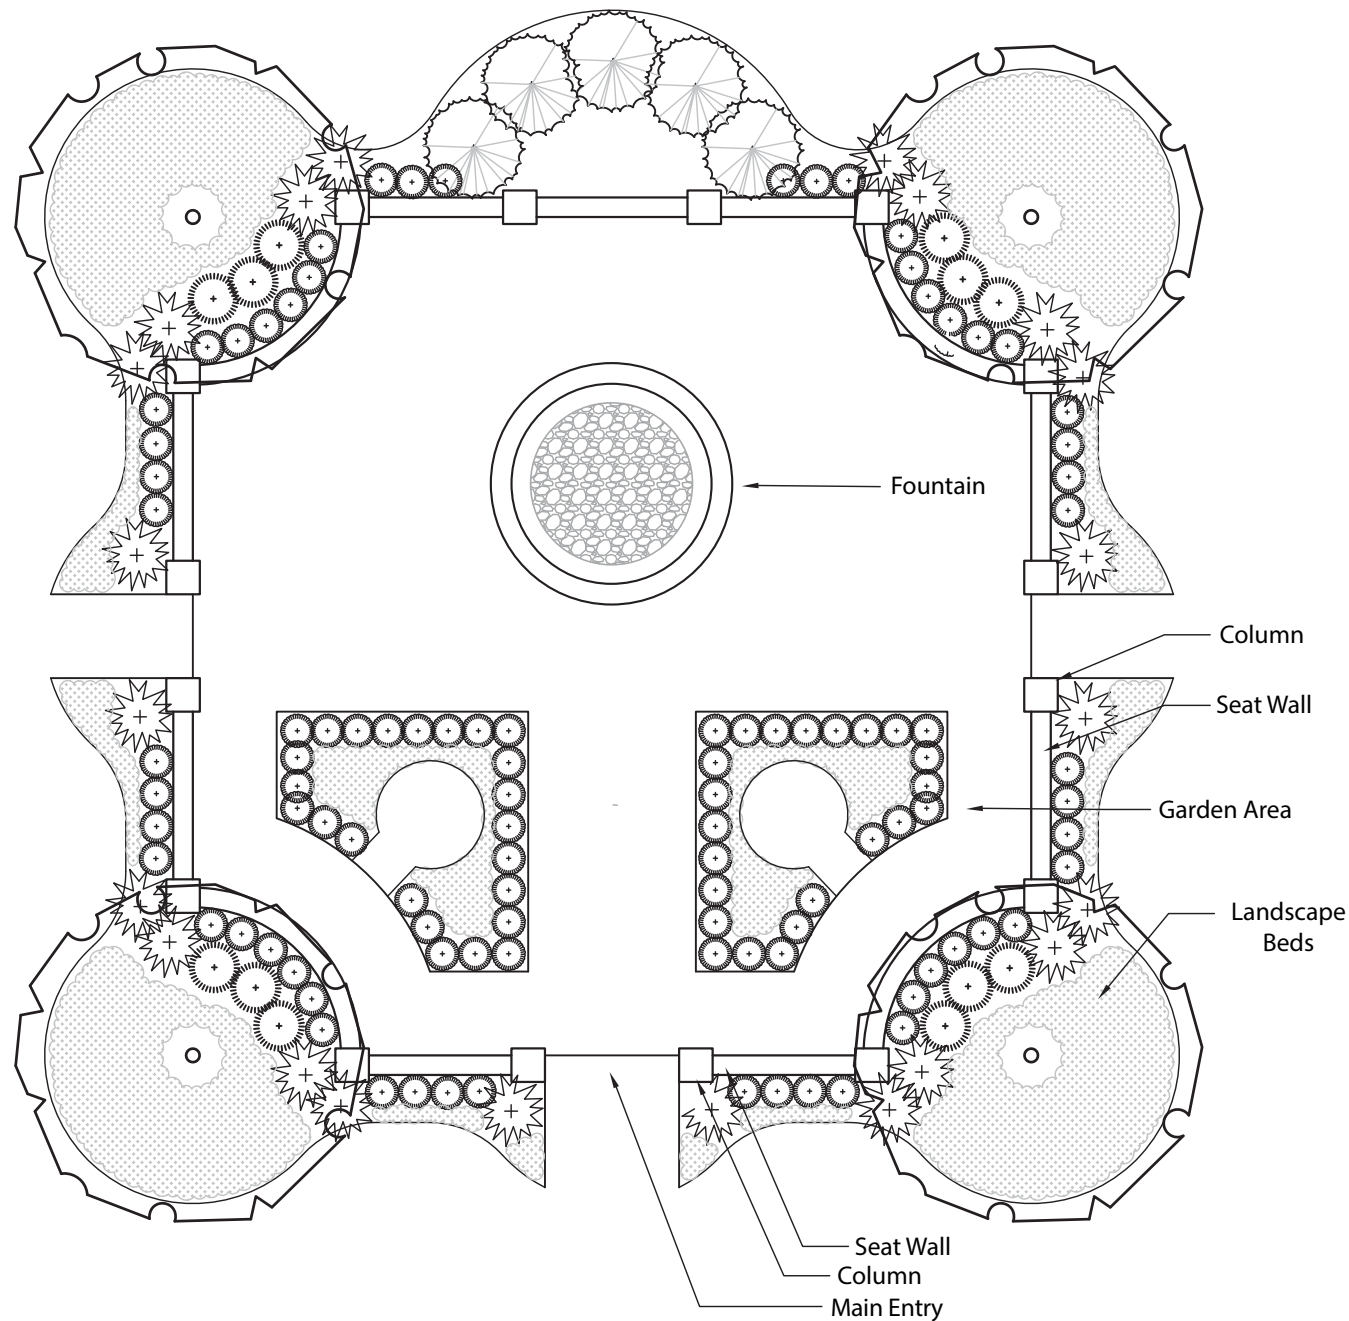 Fountain
Column
Seat Wall
Garden Area
Landscape
Beds
Seat Wall
Column
Main Entry